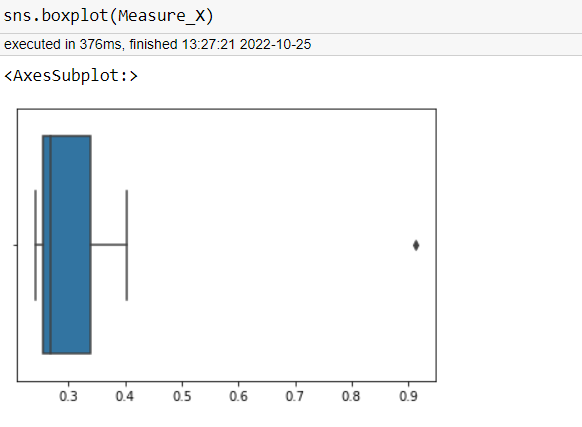 sns.boxplot(Measure_X)
executed in 376ms, finished 13:27:21 2022-10-25
<AxesSubplot:>
0.3 0.4 0.5 0.6 0.7 0.8 0.9